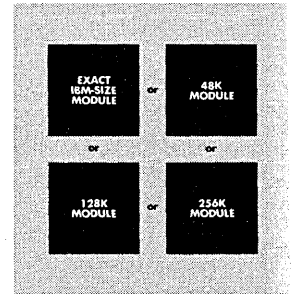 EXACT
IBM-SIZE
MODULE
or
48K
MODULE
or
or
128K
MODULE
or
256K
MODULE